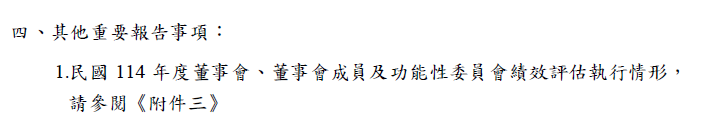 四、其他重要報告事項：
1.民國 114 年度董事會、董事會成員及功能性委員會績效評估執行情形，
請參閱《附件三》